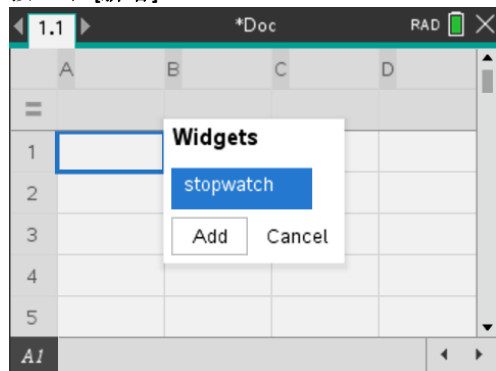 1.1 *Doc RAD
A B C D
=
1
Widgets
stopwatch
2
3
Add Cancel
4
5
A1